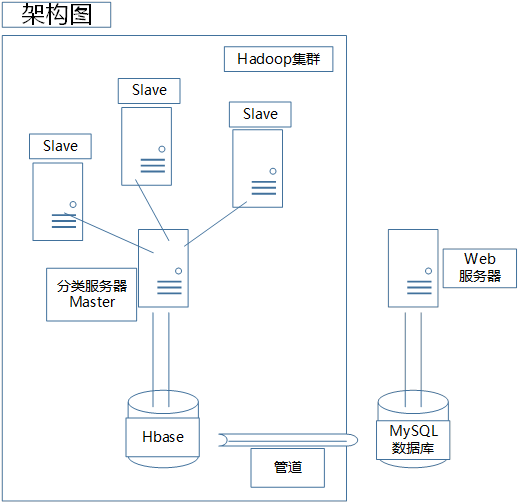 架构图
Hadoop集群
Slave
Slave
Slave
分类服务器
Master
Web
服务器
Hbase
MySQL
数据库
管道